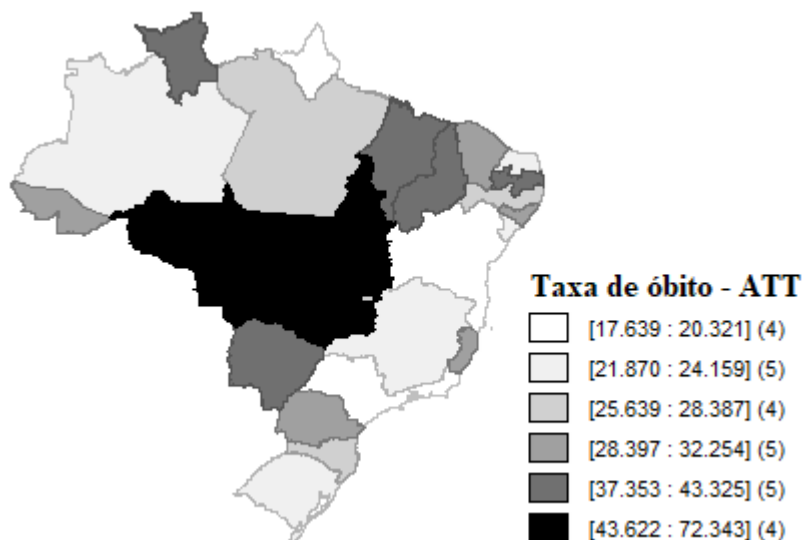 Taxa de óbito - ATT
[17.639 : 20.321] (4)
[21.870 : 24.159] (5)
[25.639 : 28.387] (4)
[28.397 : 32.254] (5)
[37.353 : 43.325] (5)
[43.622 : 72.343] (4)